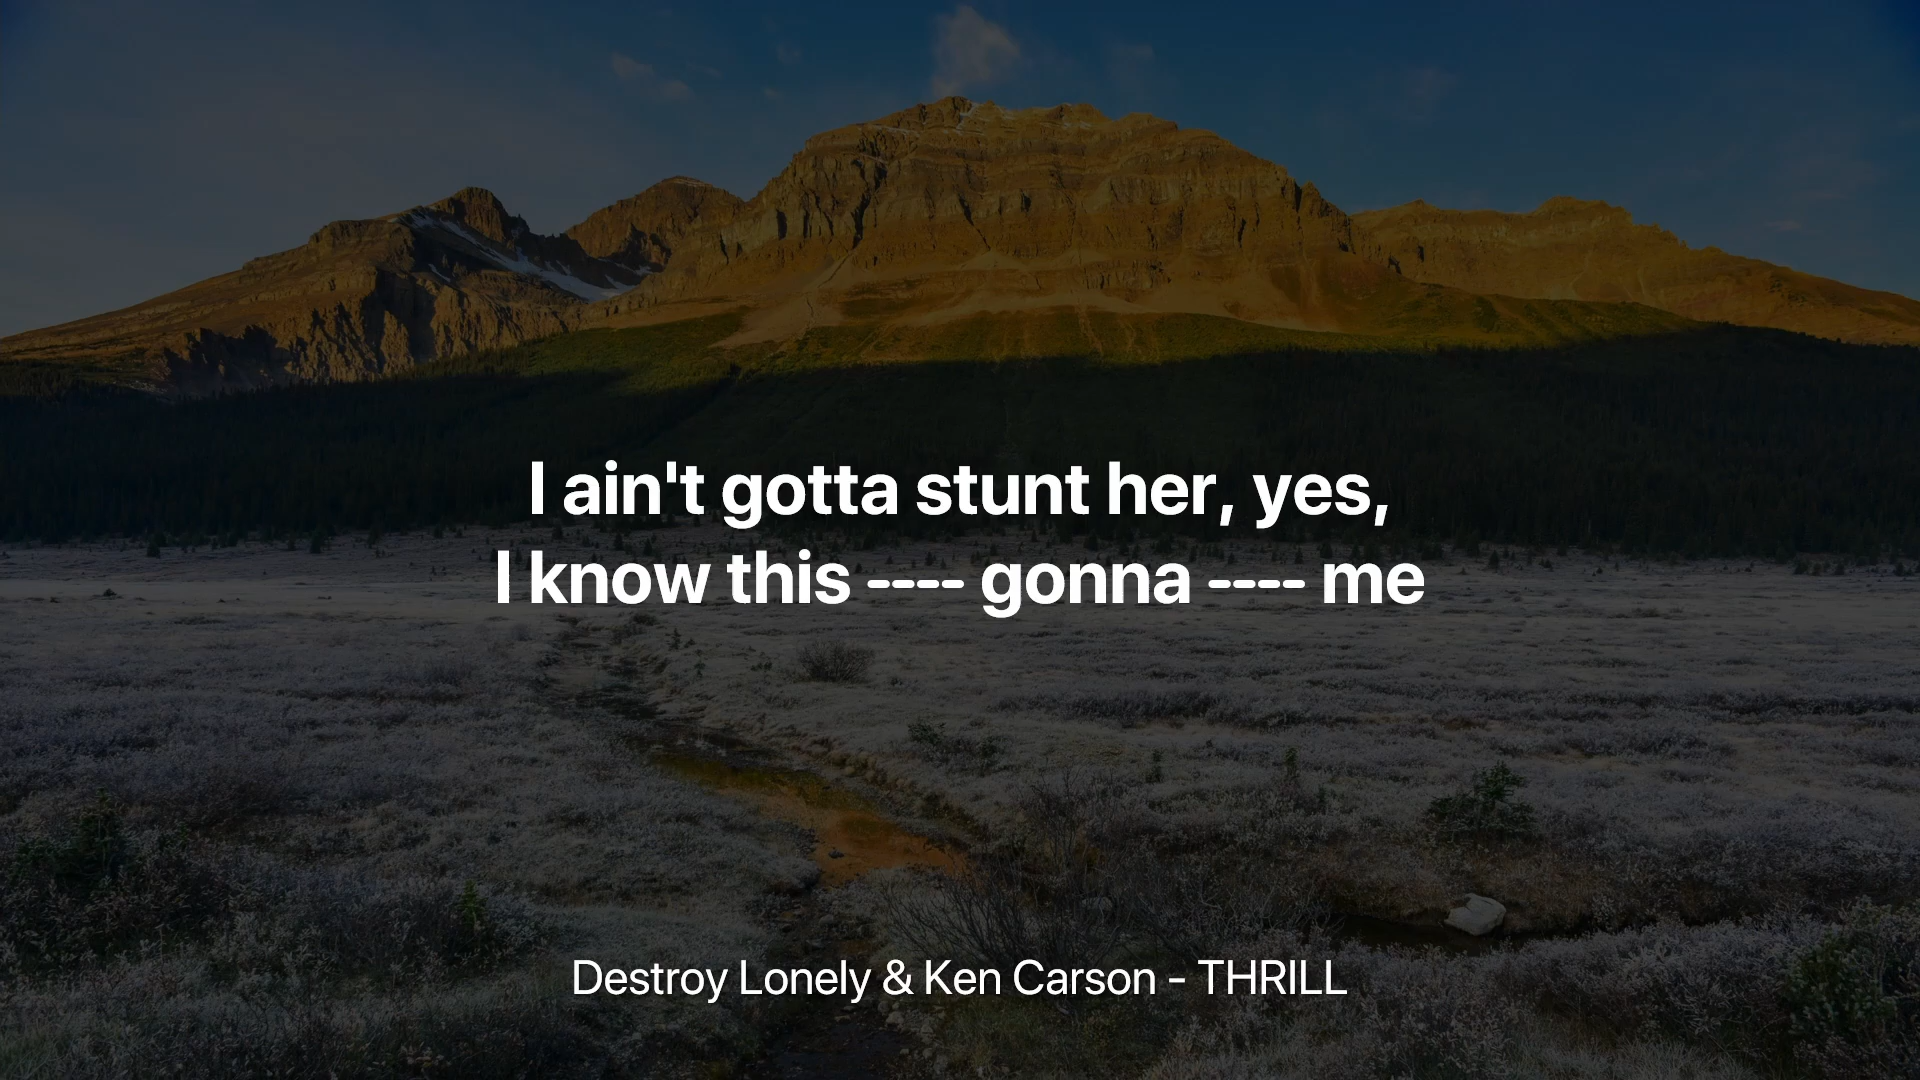 I ain't gotta stunt her, yes,
I know this ---- gonna ---- me
Destroy Lonely & Ken Carson - THRILL